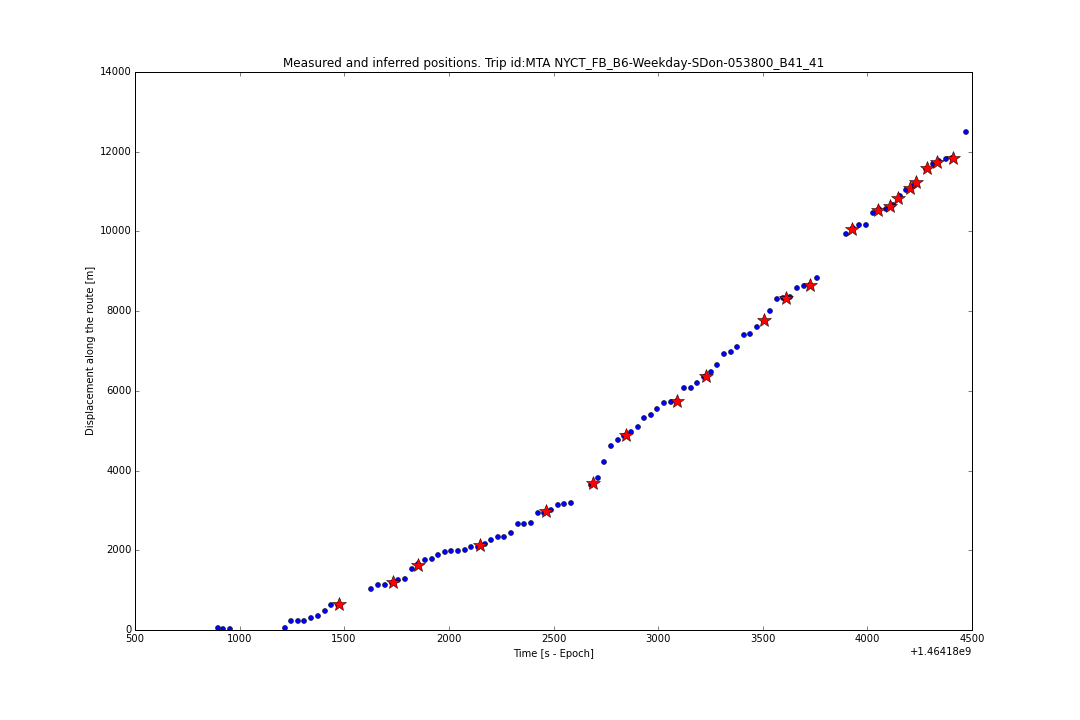 Measured and inferred positions. Trip id:MTA NYCT_FB_B6-Weekday-SDon-053800_B41_41
14000
12000
10000
8000
6000
4000
2000
0
Displacement along the route [m]
500 1000 1500 2000 2500 3000 3500 4000 4500
Time [s - Epoch]
+1.46418e9